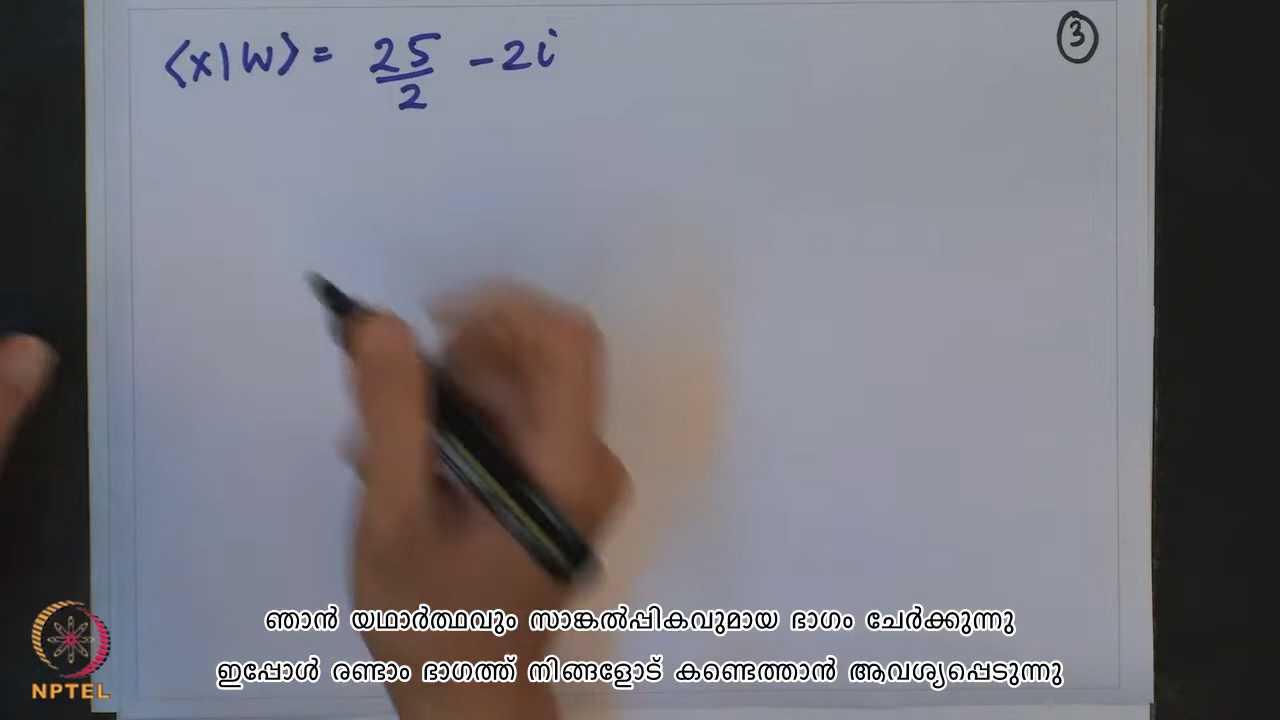 ⟨x|w⟩ = 25/2 - 2i
3
ഞാൻ യഥാർത്ഥവും സാങ്കൽപ്പികവുമായ ഭാഗം ചേർക്കുന്നു
ഇപ്പോൾ രണ്ടാം ഭാഗത്ത് നിങ്ങളോട് കണ്ടെത്താൻ ആവശ്യപ്പെടുന്നു
NPTEL